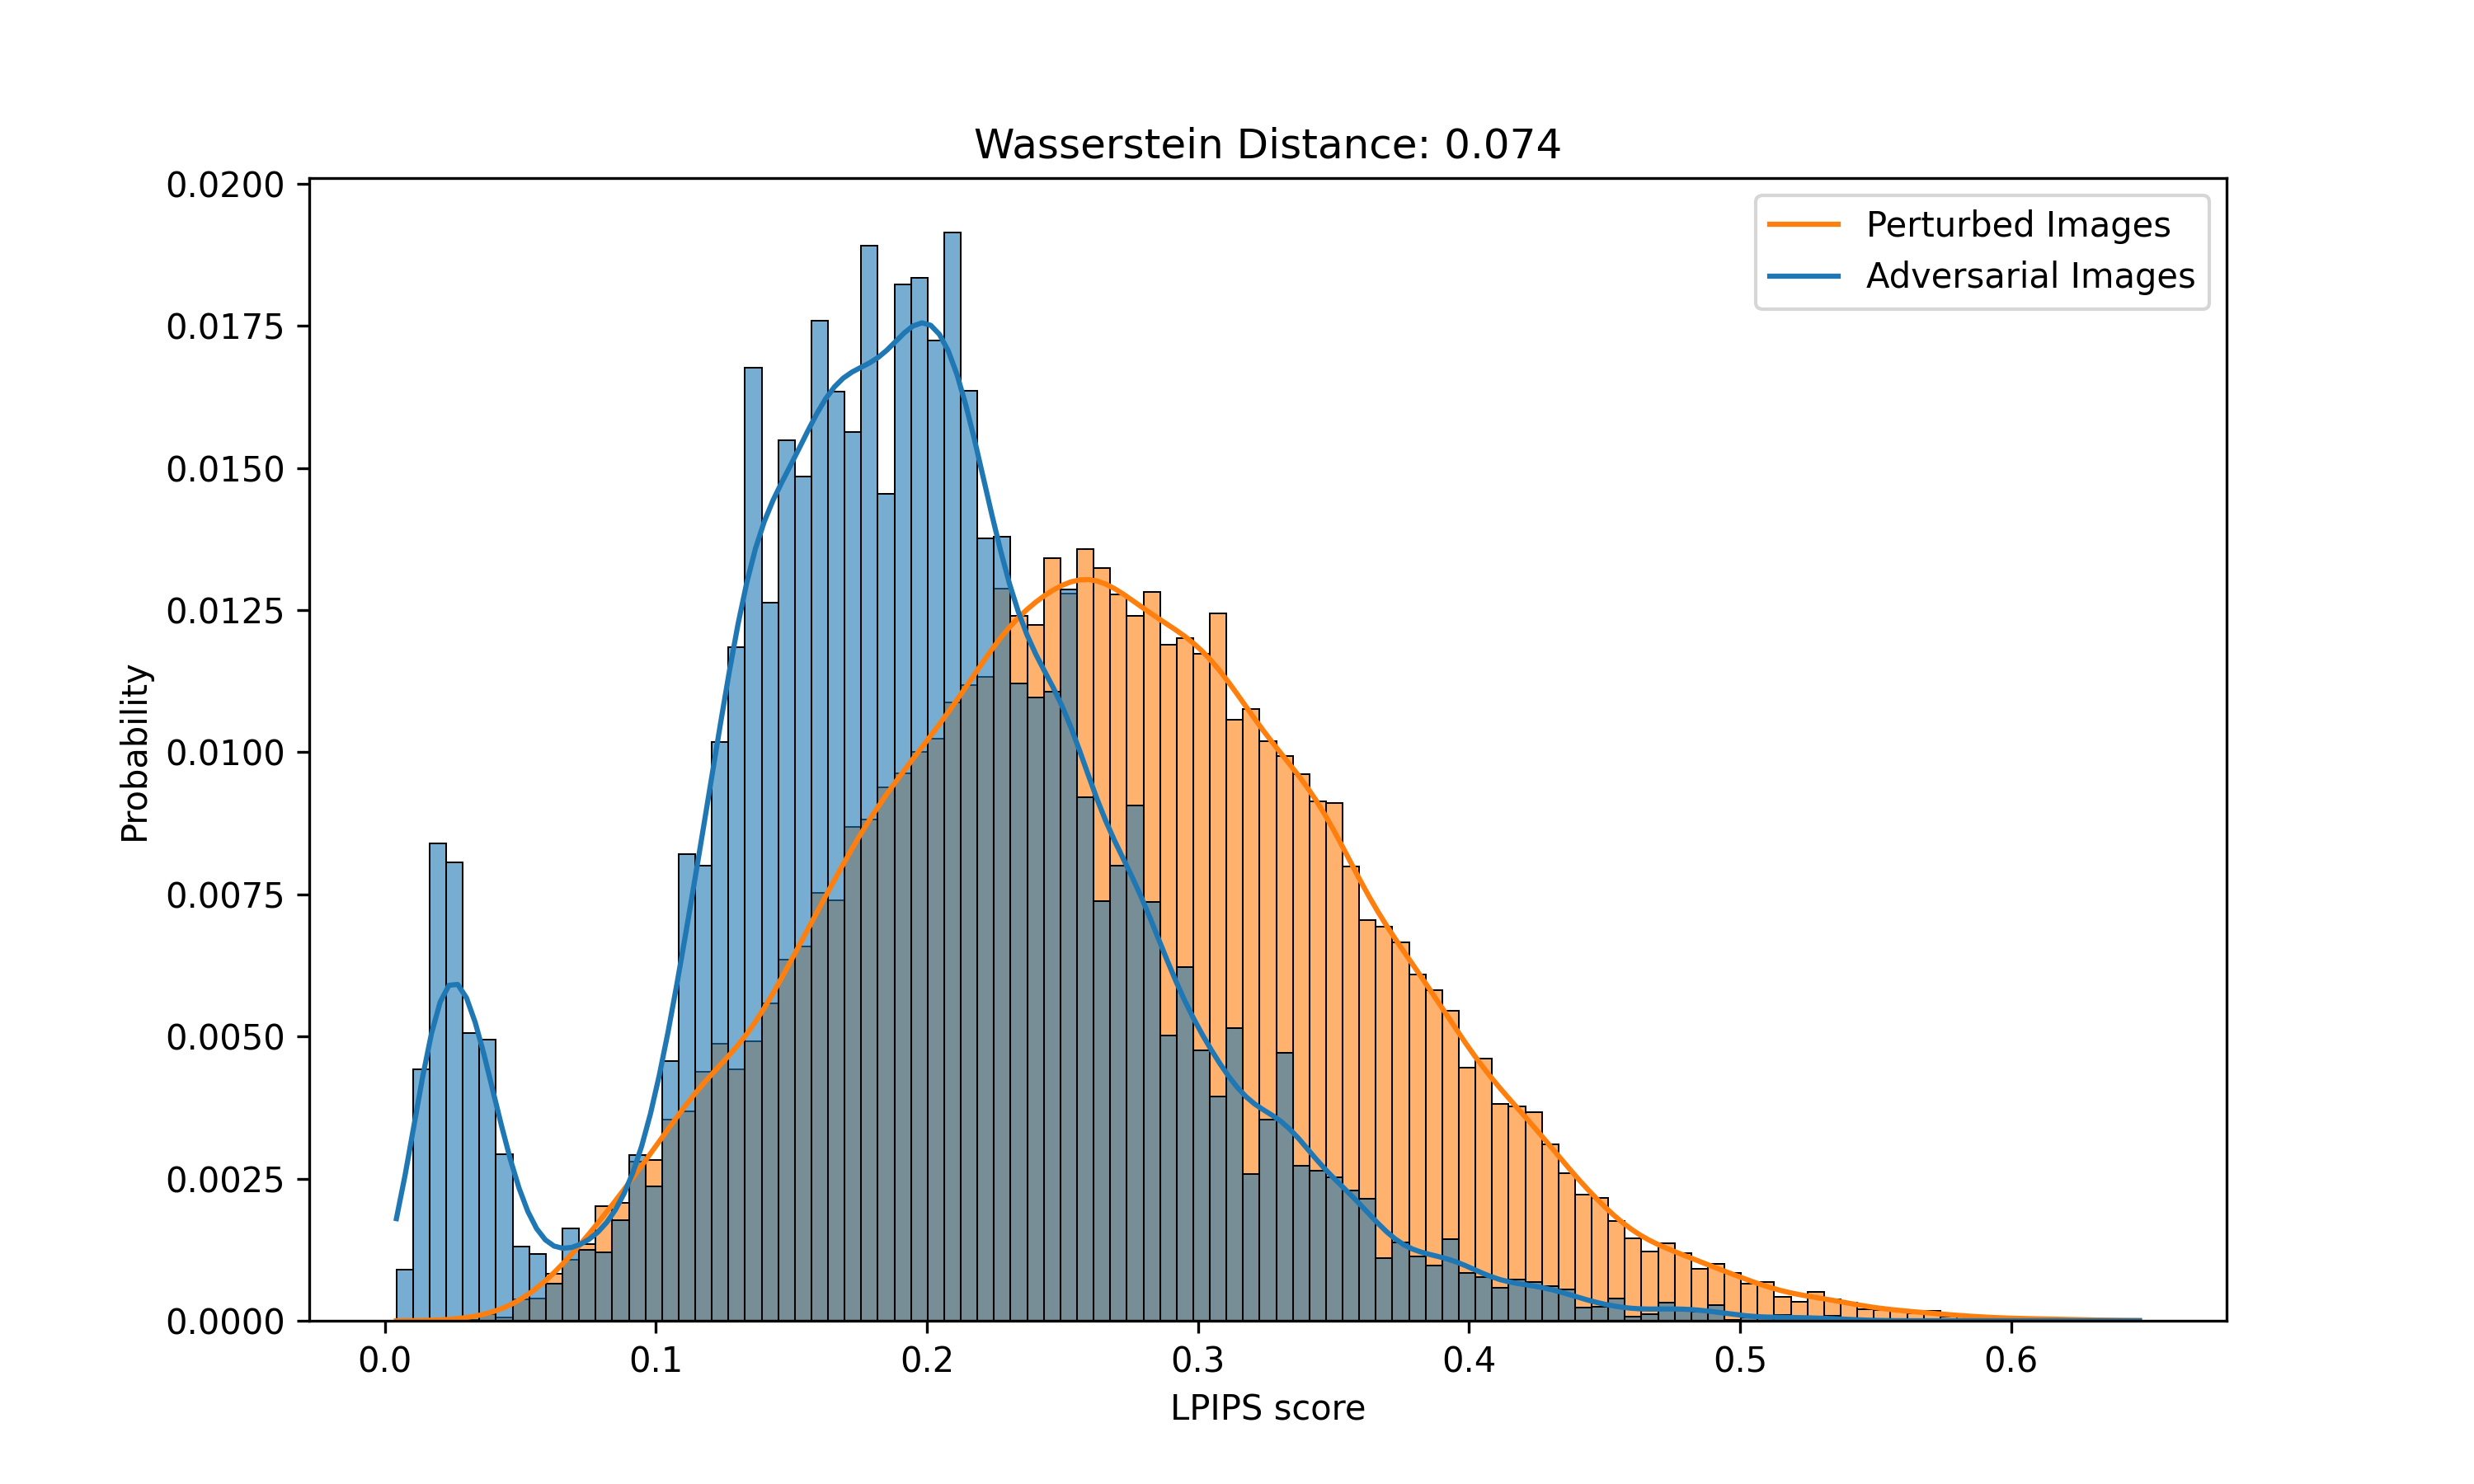 Wasserstein Distance: 0.074
Perturbed Images
Adversarial Images
0.0200
0.0175
0.0150
0.0125
0.0100
0.0075
0.0050
0.0025
0.0000
Probability
0.0 0.1 0.2 0.3 0.4 0.5 0.6
LPIPS score